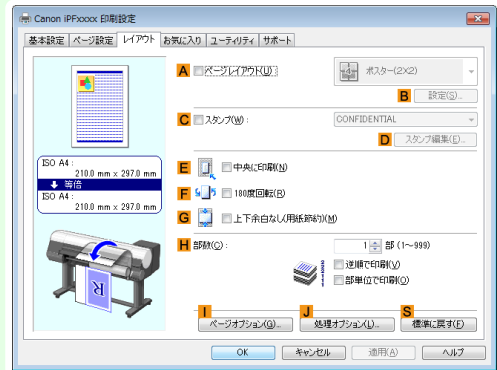 Canon iPFxxxx 印刷設定
基本設定 ページ設定 レイアウト お気に入り ユーティリティ サポート
A ページレイアウト(U): ポスター(2×2)
B 設定(S)...
C スタンプ(W): CONFIDENTIAL
D スタンプ編集(E)...
ISO A4 :
210.0 mm x 297.0 mm
等倍
ISO A4 :
210.0 mm x 297.0 mm
E 中央に印刷(N)
F 180度回転(R)
G 上下余白なし(用紙節約)(M)
H 部数(C): 1 部 (1～999)
逆順で印刷(V)
部単位で印刷(O)
R
I J S
ページオプション(G)... 処理オプション(L)... 標準に戻す(F)
OK キャンセル 適用(A) ヘルプ